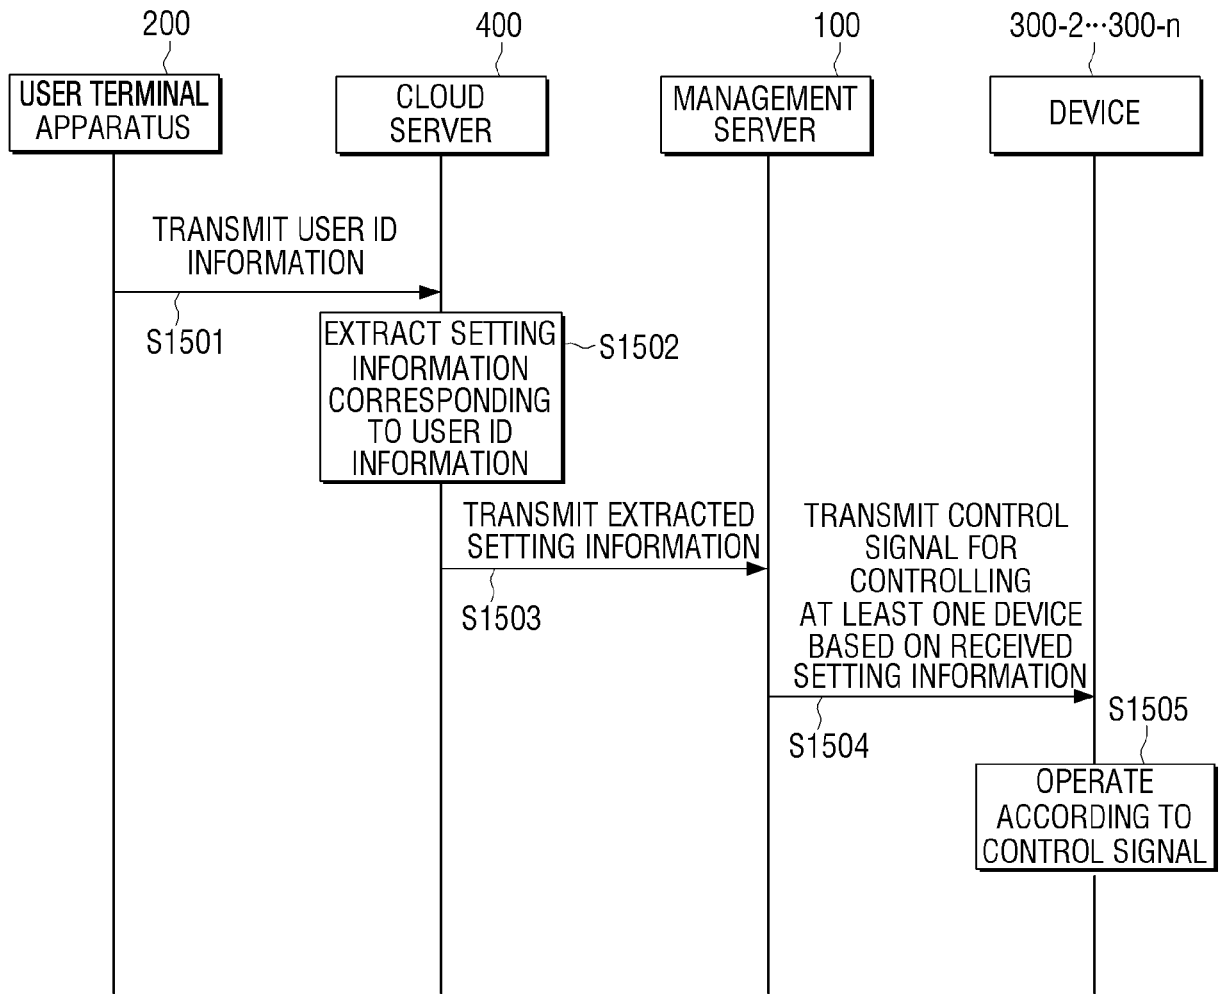 200
400
100
300-2···300-n
USER TERMINAL
APPARATUS
CLOUD
SERVER
MANAGEMENT
SERVER
DEVICE
TRANSMIT USER ID
INFORMATION
S1501
EXTRACT SETTING
INFORMATION
CORRESPONDING
TO USER ID
INFORMATION
S1502
TRANSMIT EXTRACTED
SETTING INFORMATION
S1503
TRANSMIT CONTROL
SIGNAL FOR
CONTROLLING
AT LEAST ONE DEVICE
BASED ON RECEIVED
SETTING INFORMATION
S1504
S1505
OPERATE
ACCORDING TO
CONTROL SIGNAL